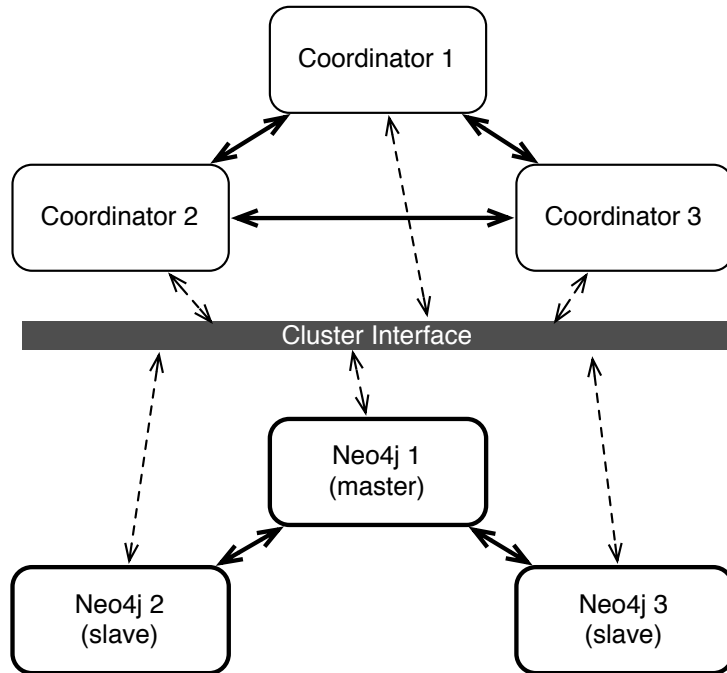 Coordinator 1
Coordinator 2
Coordinator 3
Cluster Interface
Neo4j 1
(master)
Neo4j 2
(slave)
Neo4j 3
(slave)